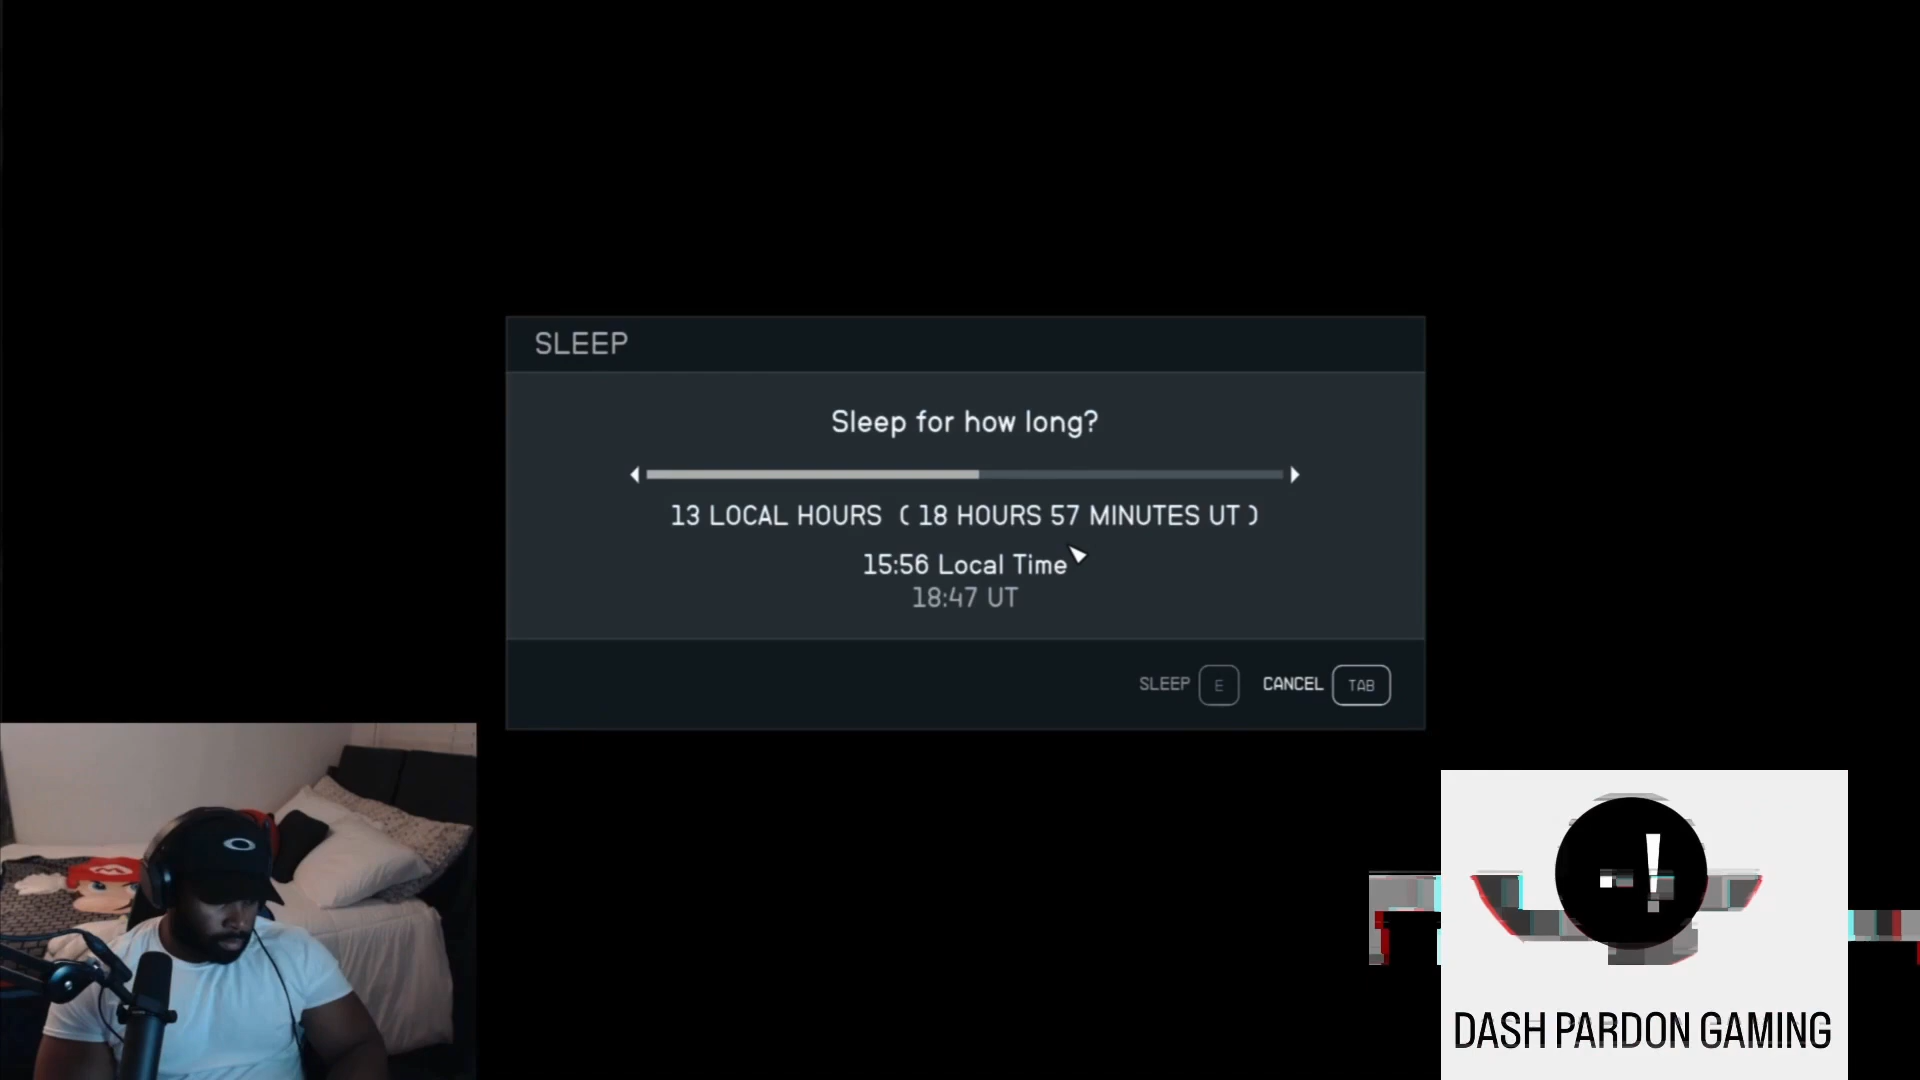 SLEEP
Sleep for how long?
13 LOCAL HOURS ( 18 HOURS 57 MINUTES UT )
15:56 Local Time
18:47 UT
SLEEP E CANCEL TAB
!
DASH PARDON GAMING